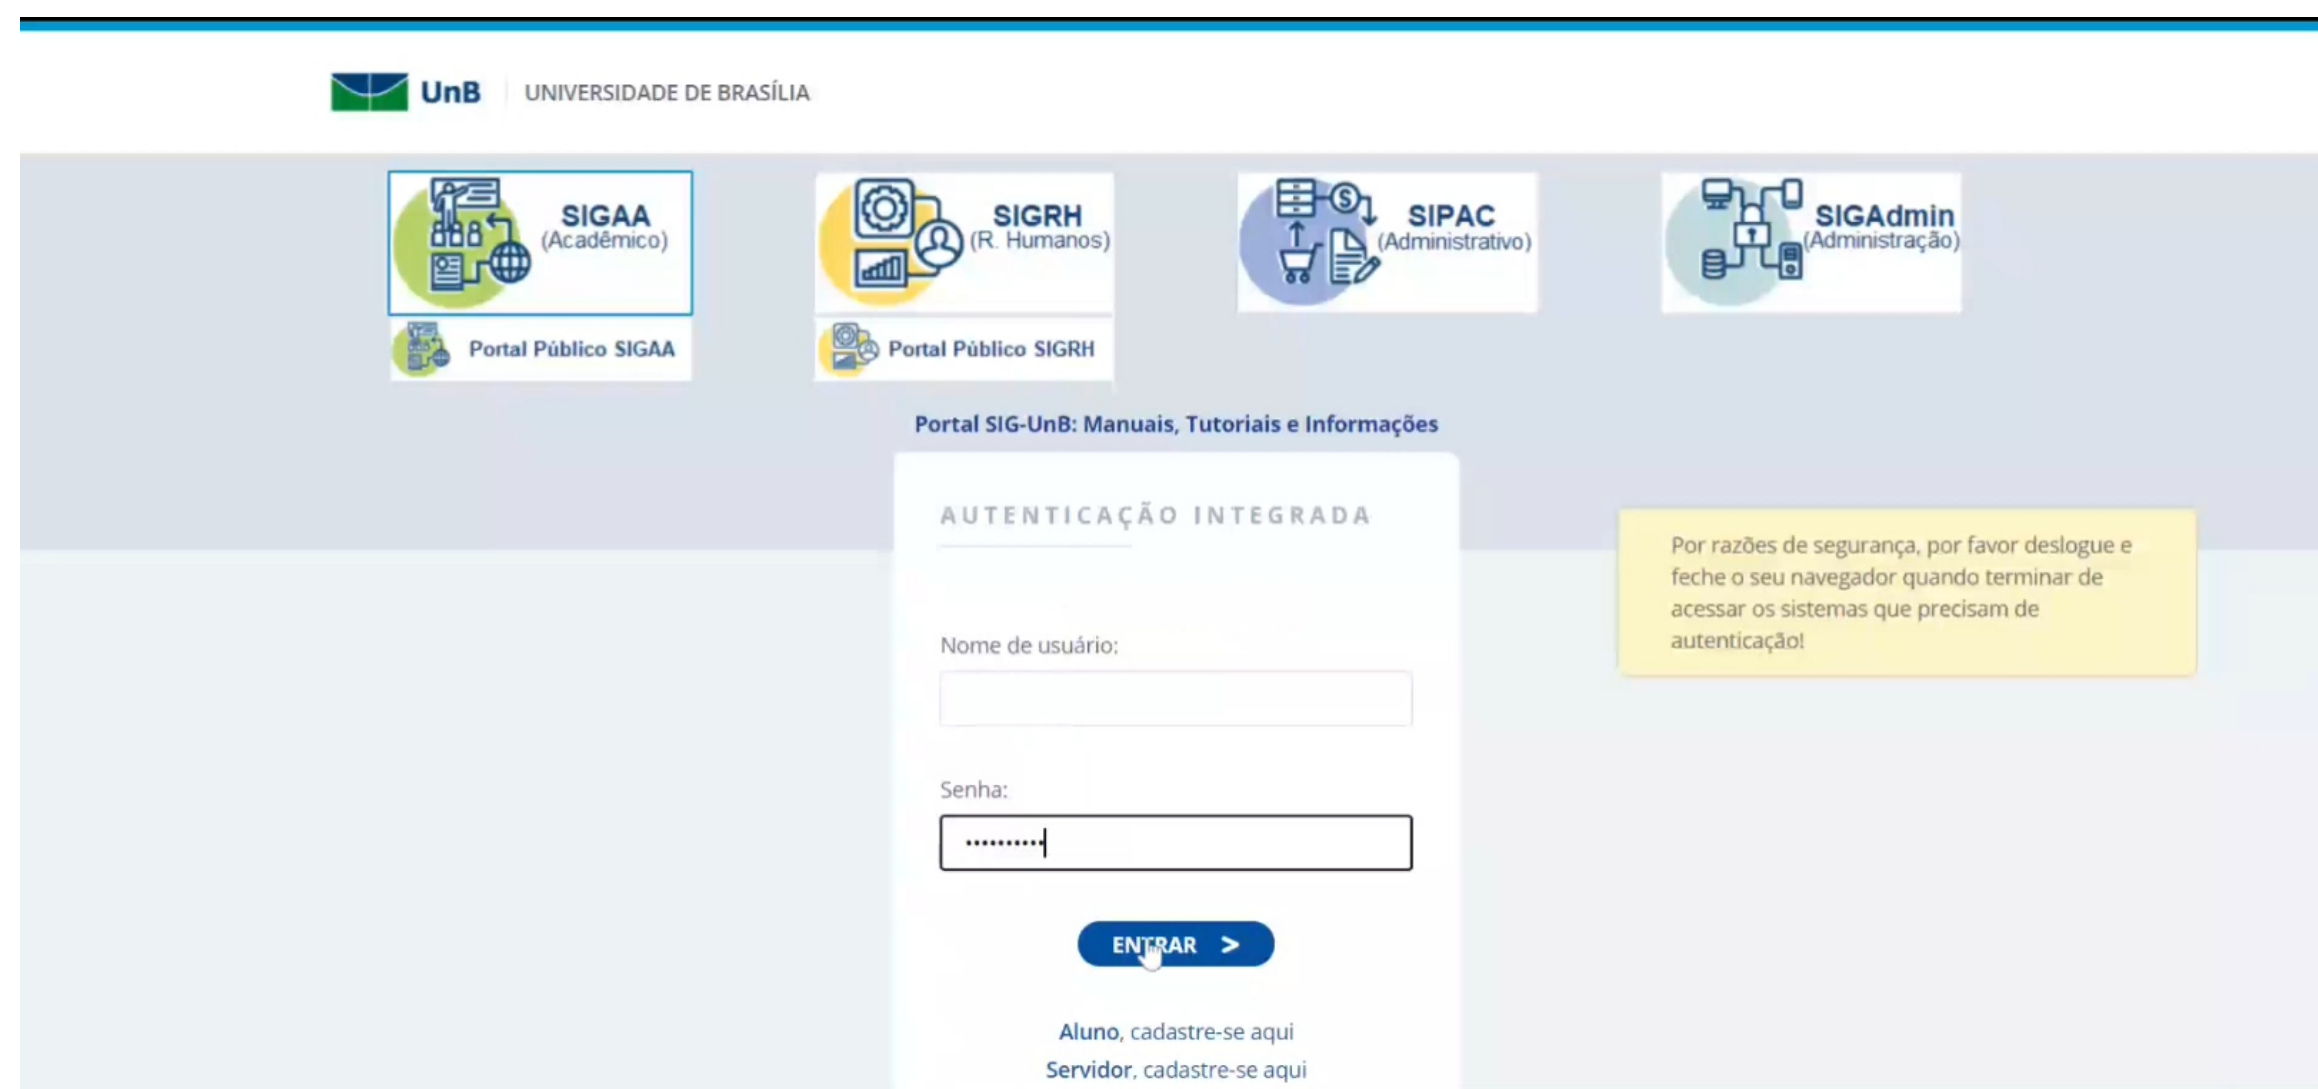 UnB UNIVERSIDADE DE BRASÍLIA
SIGAA
(Acadêmico)
SIGRH
(R. Humanos)
SIPAC
(Administrativo)
SIGAdmin
(Administração)
Portal Público SIGAA
Portal Público SIGRH
Portal SIG-UnB: Manuais, Tutoriais e Informações
AUTENTICAÇÃO INTEGRADA
Por razões de segurança, por favor deslogue e
feche o seu navegador quando terminar de
acessar os sistemas que precisam de
autenticação!
Nome de usuário:
Senha:
ENTRAR >
Aluno, cadastre-se aqui
Servidor, cadastre-se aqui